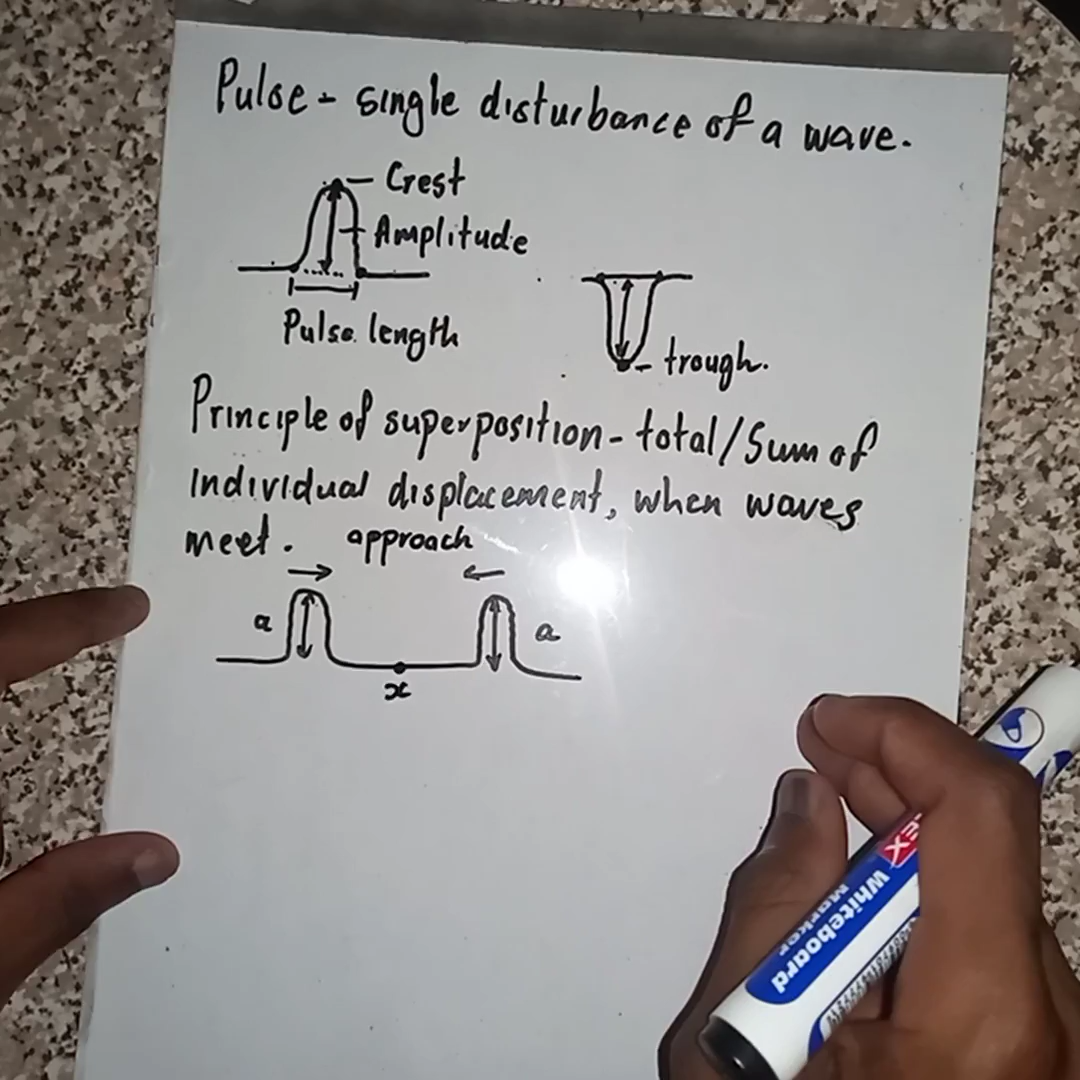 Pulse - single disturbance of a wave.
Crest
Amplitude
Pulse length
trough.
Principle of superposition - total/Sum of
individual displacement, when waves
meet. approach
→ ←
a a
x
EX
Whiteboard
Marker